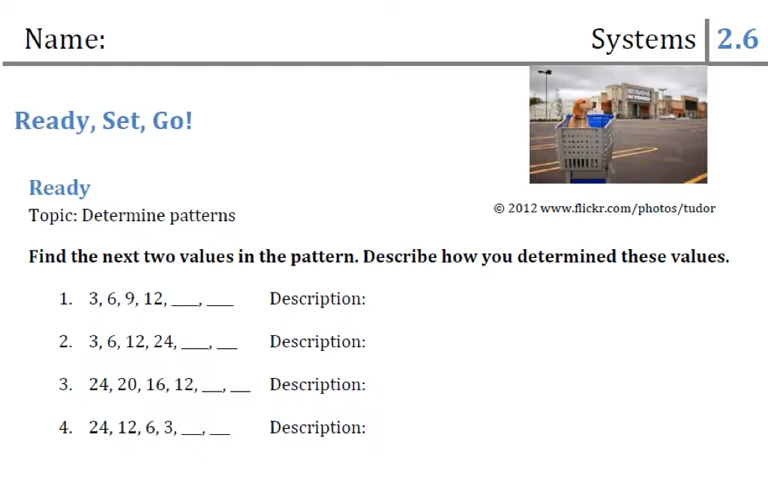 Name: Systems 2.6
Ready, Set, Go!
Ready
Topic: Determine patterns
© 2012 www.flickr.com/photos/tudor
Find the next two values in the pattern. Describe how you determined these values.
1. 3, 6, 9, 12, ____, ____ Description:
2. 3, 6, 12, 24, ____, ___ Description:
3. 24, 20, 16, 12, ___, ___ Description:
4. 24, 12, 6, 3, ___, ___ Description: